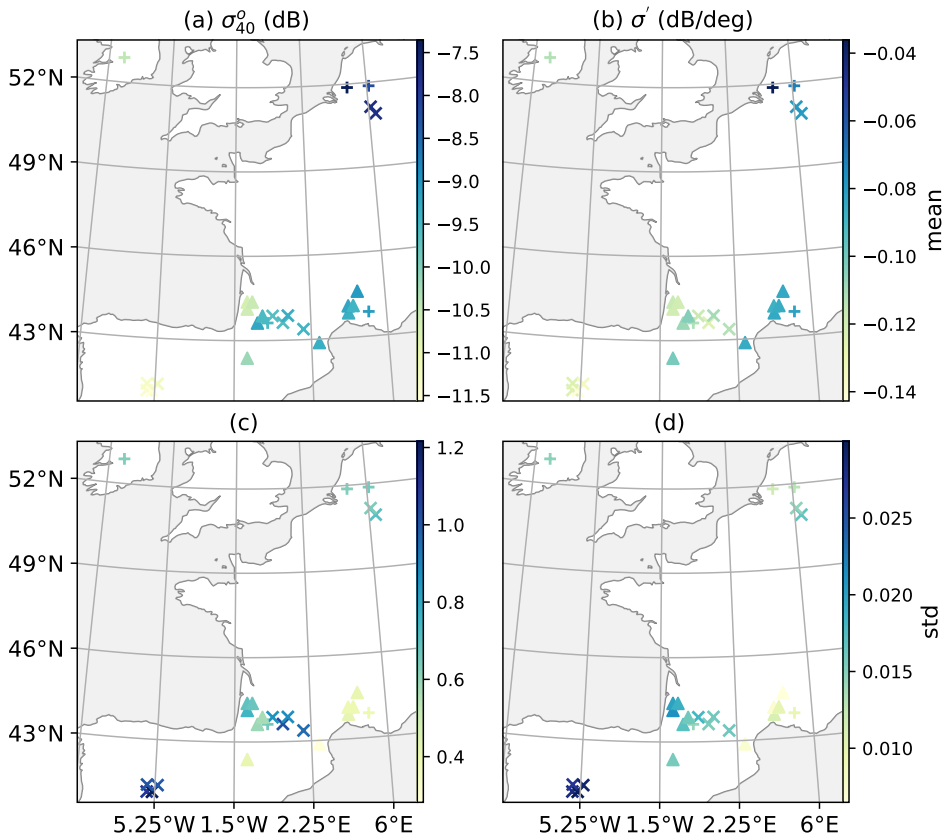 (a) σ°₄₀ (dB)
(b) σ′ (dB/deg)
52°N
49°N
46°N
43°N
−7.5
−8.0
−8.5
−9.0
−9.5
−10.0
−10.5
−11.0
−11.5
−0.04
−0.06
−0.08
−0.10
−0.12
−0.14
mean
(c)
(d)
52°N
49°N
46°N
43°N
1.2
1.0
0.8
0.6
0.4
0.025
0.020
0.015
0.010
std
5.25°W 1.5°W 2.25°E 6°E
5.25°W 1.5°W 2.25°E 6°E